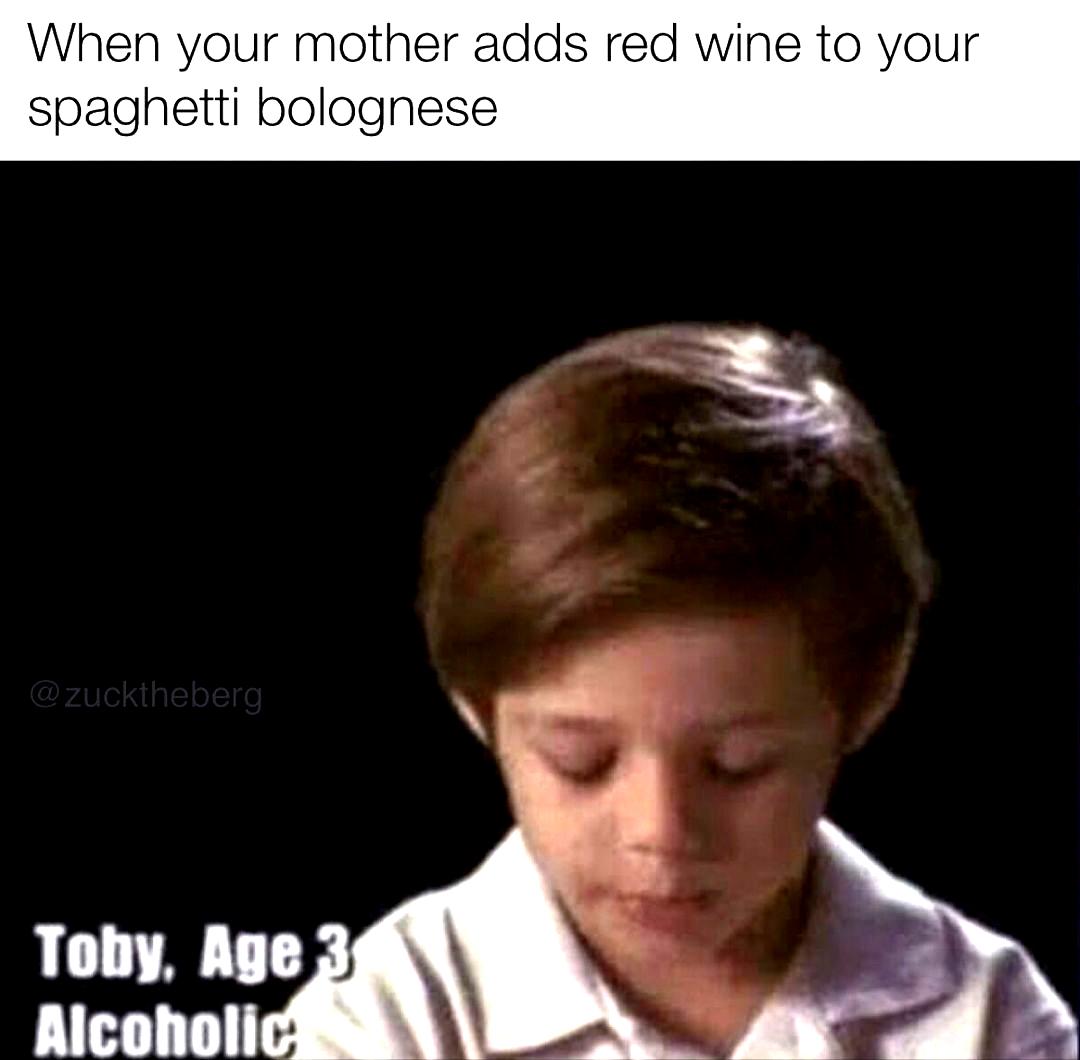 When your mother adds red wine to your
spaghetti bolognese
@zucktheberg
Toby, Age 3
Alcoholic